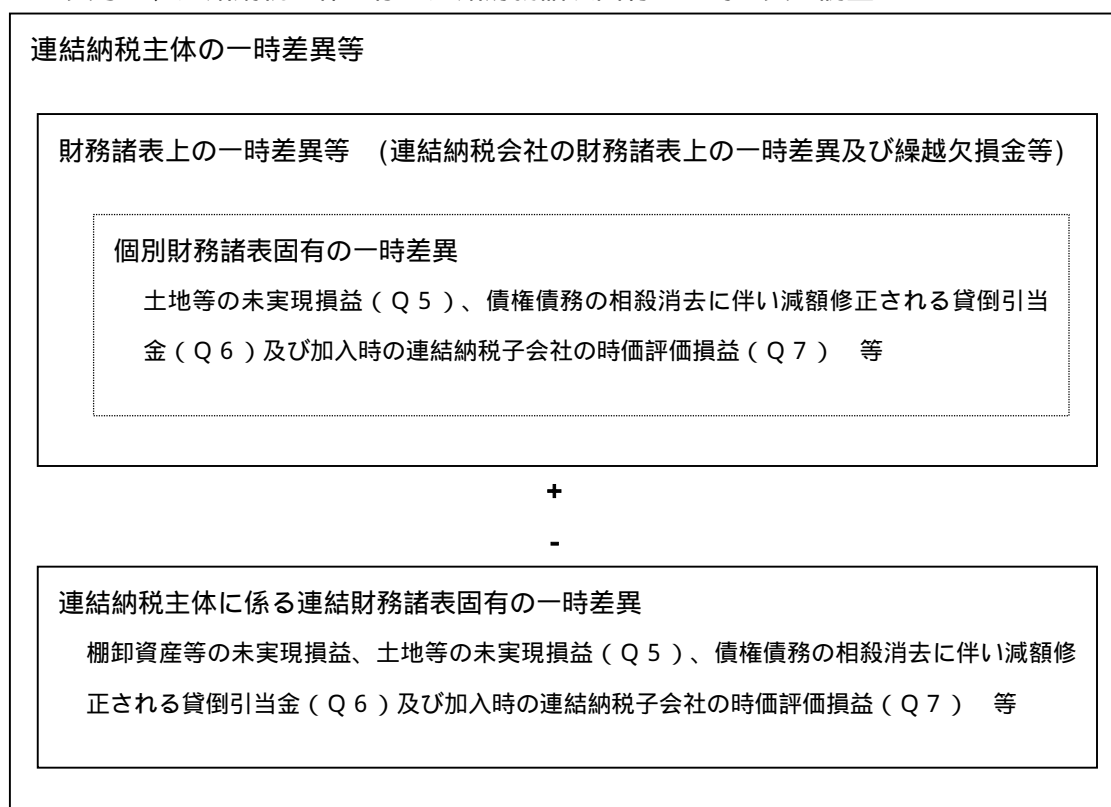 連結納税主体の一時差異等
財務諸表上の一時差異等 (連結納税会社の財務諸表上の一時差異及び繰越欠損金等)
個別財務諸表固有の一時差異
土地等の未実現損益(Q5)、債権債務の相殺消去に伴い減額修正される貸倒引当
金(Q6)及び加入時の連結納税子会社の時価評価損益(Q7) 等
+
-
連結納税主体に係る連結財務諸表固有の一時差異
棚卸資産等の未実現損益、土地等の未実現損益(Q5)、債権債務の相殺消去に伴い減額修
正される貸倒引当金(Q6)及び加入時の連結納税子会社の時価評価損益(Q7) 等